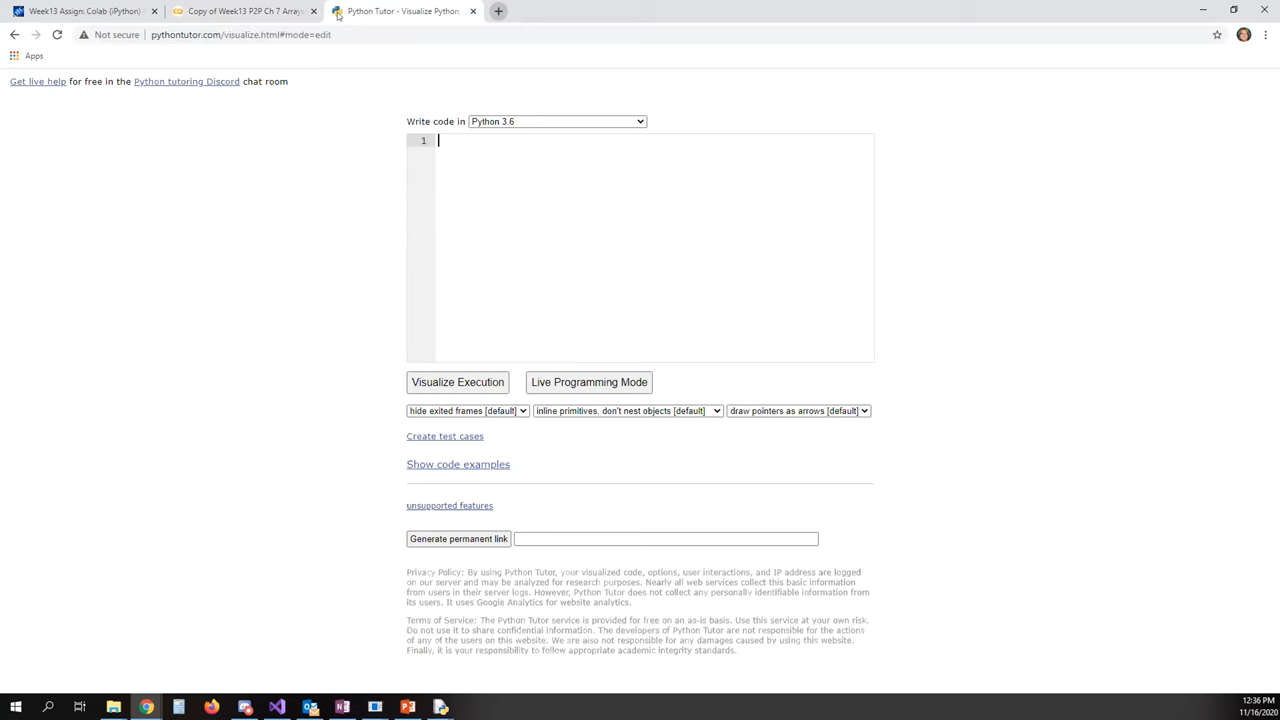 Week13 Assign: Colab (iPython)
Copy of Week13 P2P Ch 7 Arrays
Python Tutor - Visualize Python,
Not secure
pythontutor.com/visualize.html#mode=edit
Apps
Get live help for free in the Python tutoring Discord chat room
Write code in Python 3.6
1
Visualize Execution Live Programming Mode
hide exited frames [default] inline primitives, don't nest objects [default] draw pointers as arrows [default]
Create test cases
Show code examples
unsupported features
Generate permanent link
Privacy Policy: By using Python Tutor, your visualized code, options, user interactions, and IP address are logged
on our server and may be analyzed for research purposes. Nearly all web services collect this basic information
from users in their server logs. However, Python Tutor does not collect any personally identifiable information from
its users. It uses Google Analytics for website analytics.
Terms of Service: The Python Tutor service is provided for free on an as-is basis. Use this service at your own risk.
Do not use it to share confidential information. The developers of Python Tutor are not responsible for the actions
of any of the users on this website. We are also not responsible for any damages caused by using this website.
Finally, it is your responsibility to follow appropriate academic integrity standards.
12:36 PM
11/16/2020